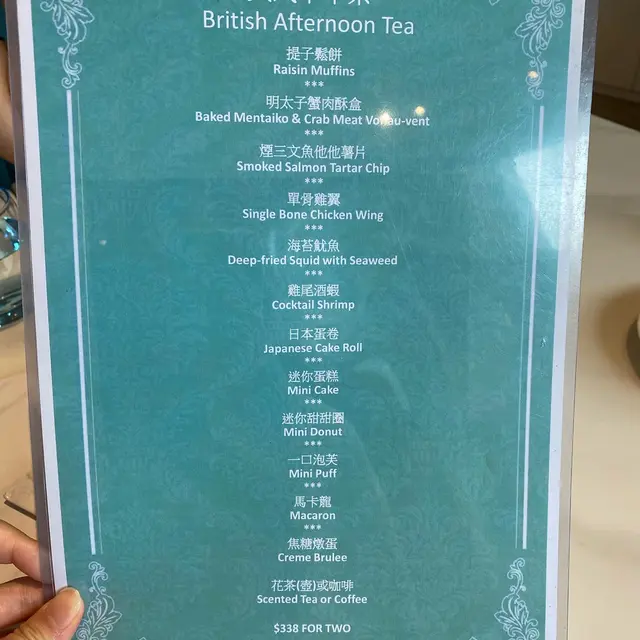 British Afternoon Tea
提子鬆餅
Raisin Muffins
***
明太子蟹肉酥盒
Baked Mentaiko & Crab Meat Vol-au-vent
***
煙三文魚他他薯片
Smoked Salmon Tartar Chip
***
單骨雞翼
Single Bone Chicken Wing
***
海苔魷魚
Deep-fried Squid with Seaweed
***
雞尾酒蝦
Cocktail Shrimp
***
日本蛋卷
Japanese Cake Roll
***
迷你蛋糕
Mini Cake
***
迷你甜甜圈
Mini Donut
***
一口泡芙
Mini Puff
***
馬卡龍
Macaron
***
焦糖燉蛋
Creme Brulee
花茶(壺)或咖啡
Scented Tea or Coffee
$338 FOR TWO